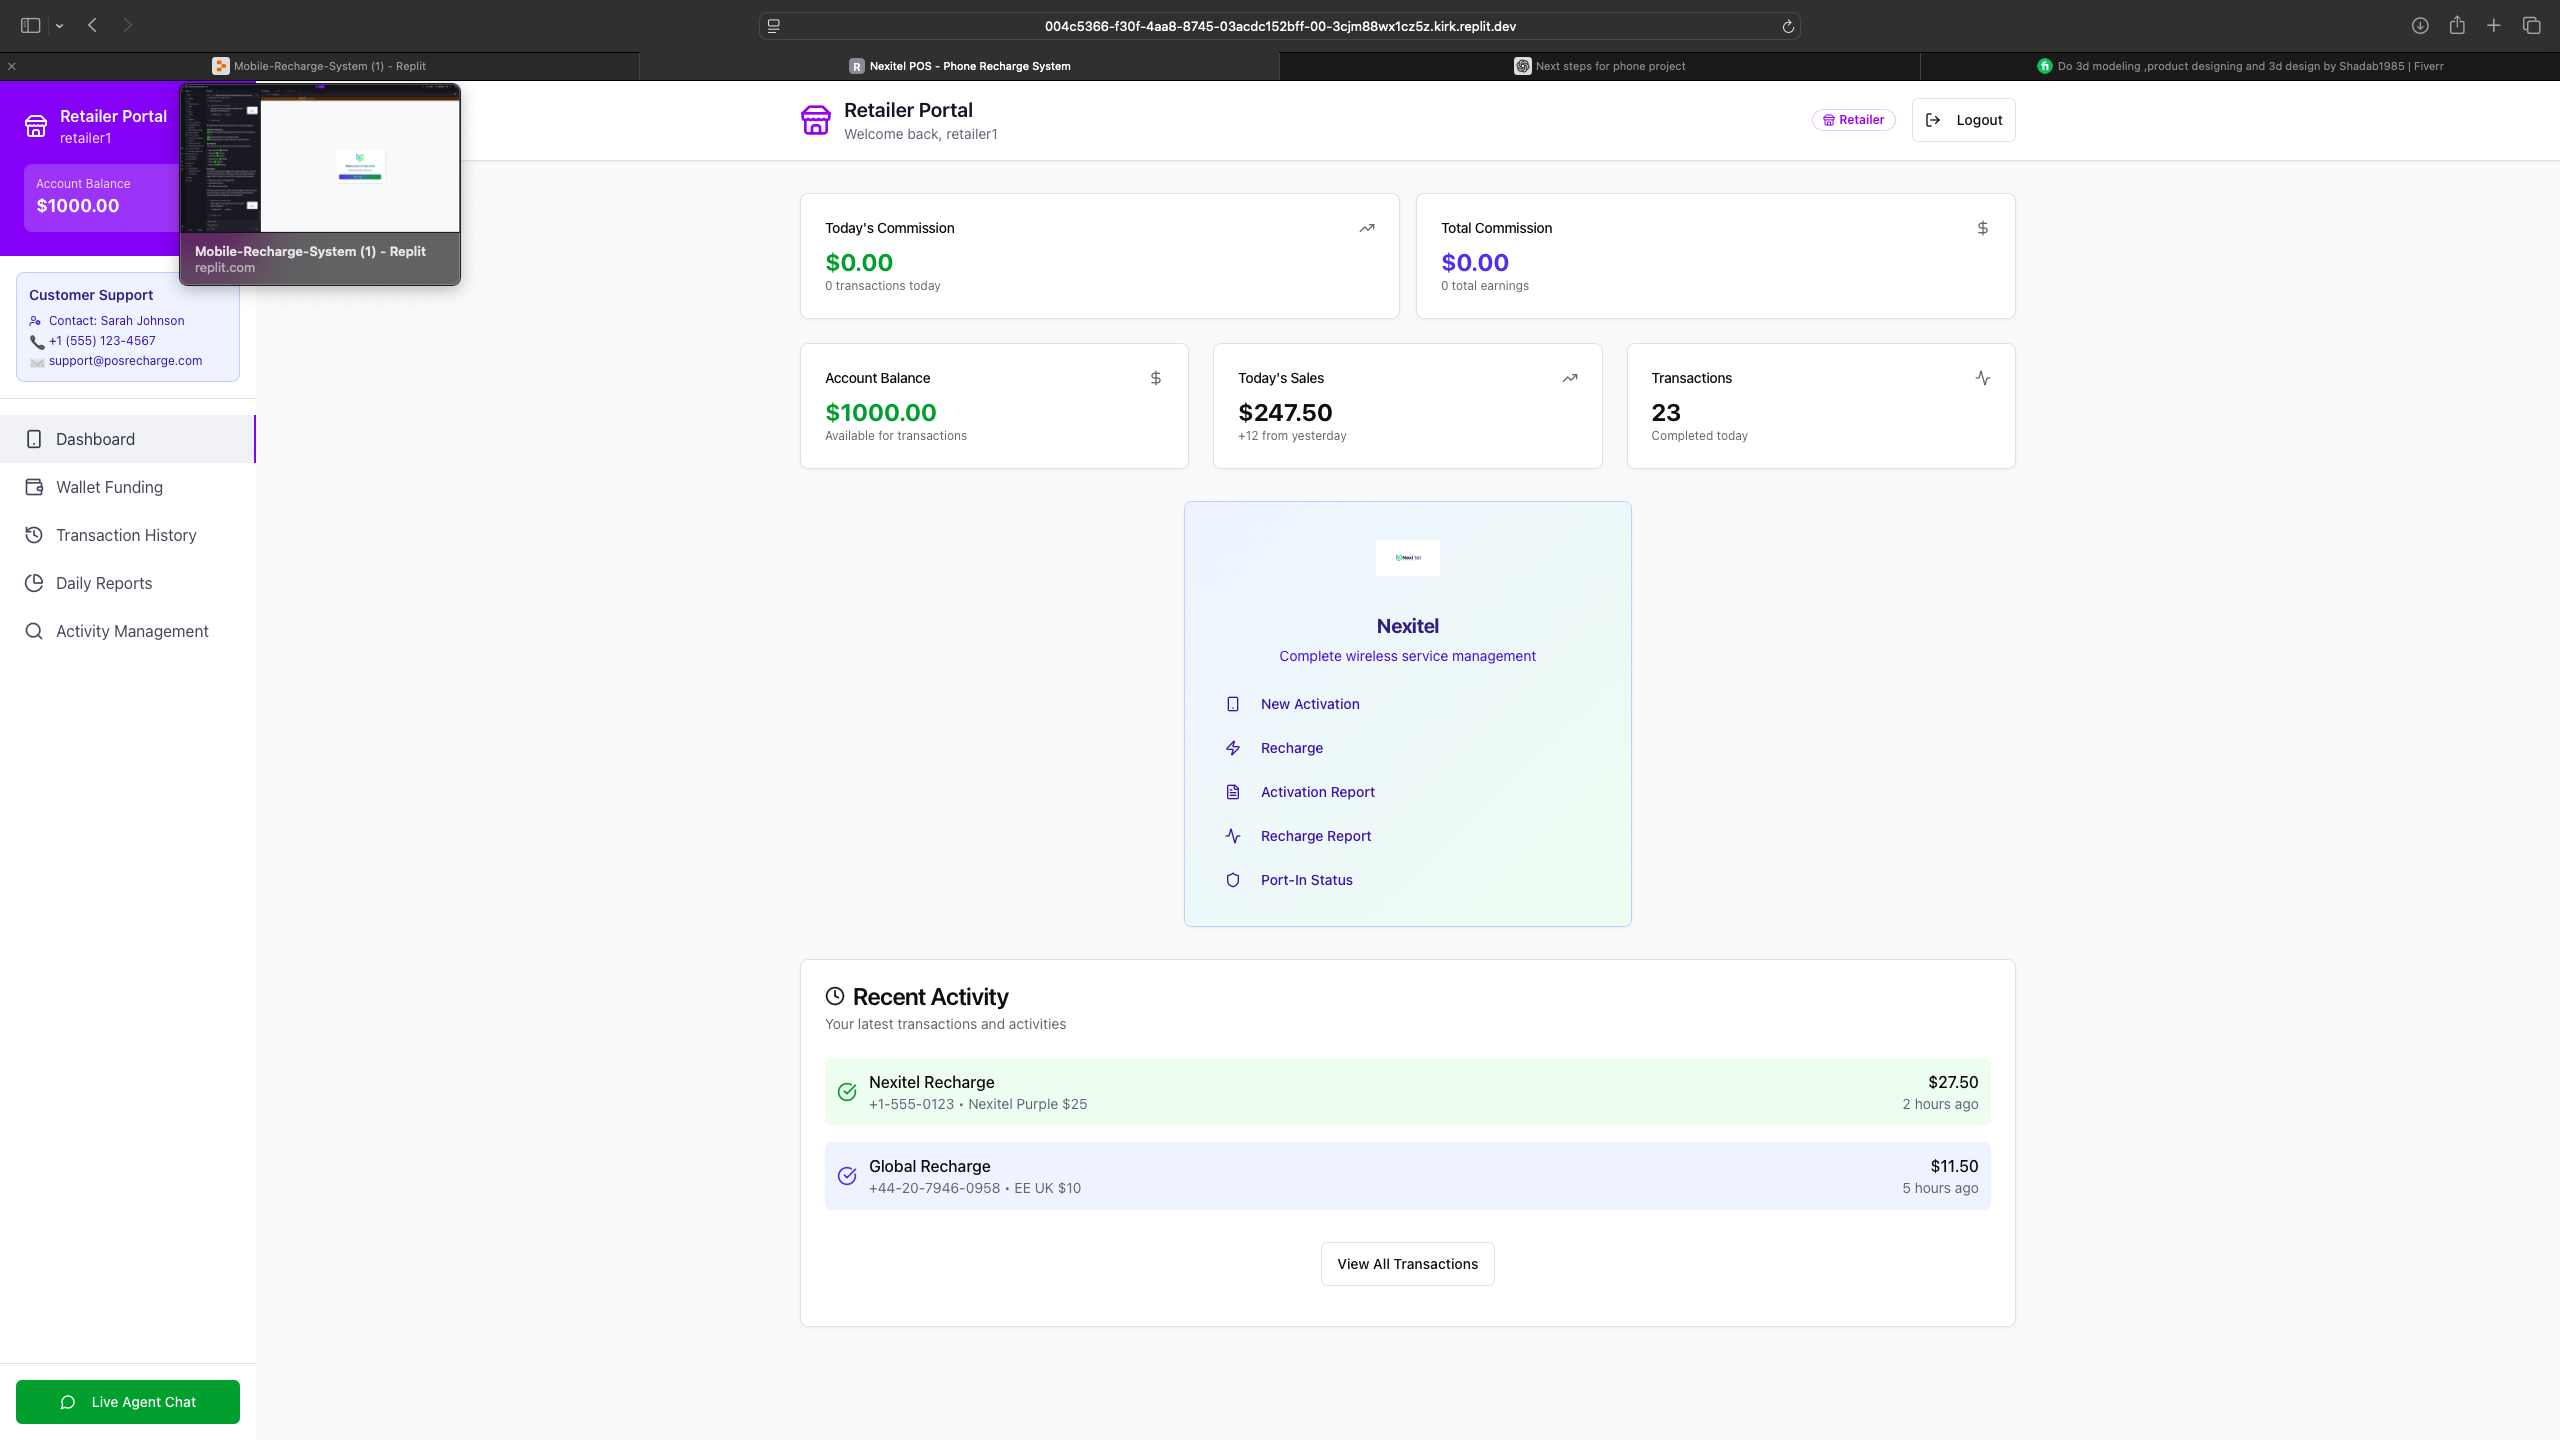 004c5366-f30f-4aa8-8745-03acdc152bff-00-3cjm88wx1cz5z.kirk.replit.dev
Mobile-Recharge-System (1) - Replit
R Nexitel POS - Phone Recharge System
Next steps for phone project
fi Do 3d modeling ,product designing and 3d design by Shadab1985 | Fiverr
Retailer Portal
retailer1
Account Balance
$1000.00
Mobile-Recharge-System (1) - Replit
replit.com
Customer Support
Contact: Sarah Johnson
+1 (555) 123-4567
support@posrecharge.com
Dashboard
Wallet Funding
Transaction History
Daily Reports
Activity Management
Live Agent Chat
Retailer Portal
Welcome back, retailer1
Retailer
Logout
Today's Commission
$0.00
0 transactions today
Total Commission
$
$0.00
0 total earnings
Account Balance
$
$1000.00
Available for transactions
Today's Sales
$247.50
+12 from yesterday
Transactions
23
Completed today
Nexitel
Nexitel
Complete wireless service management
New Activation
Recharge
Activation Report
Recharge Report
Port-In Status
Recent Activity
Your latest transactions and activities
Nexitel Recharge
$27.50
+1-555-0123 • Nexitel Purple $25
2 hours ago
Global Recharge
$11.50
+44-20-7946-0958 • EE UK $10
5 hours ago
View All Transactions